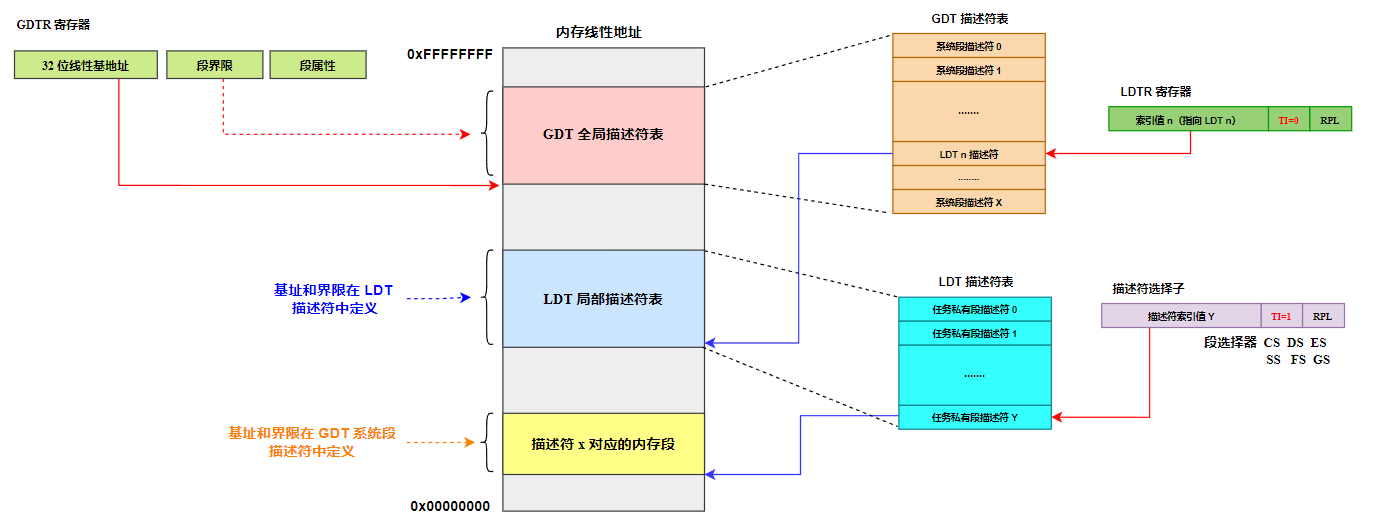 GDTR 寄存器
32 位线性基地址
段界限
段属性
内存线性地址
0xFFFFFFFF
GDT 全局描述符表
LDT 局部描述符表
描述符 x 对应的内存段
0x00000000
基址和界限在 LDT
描述符中定义
基址和界限在 GDT 系统段
描述符中定义
GDT 描述符表
系统段描述符 0
系统段描述符 1
.......
LDT n 描述符
........
系统段描述符 X
LDTR 寄存器
索引值 n（指向 LDT n）
TI=0
RPL
LDT 描述符表
任务私有段描述符 0
任务私有段描述符 1
.......
任务私有段描述符 Y
描述符选择子
描述符索引值 Y
TI=1
RPL
段选择器 CS DS ES
SS FS GS